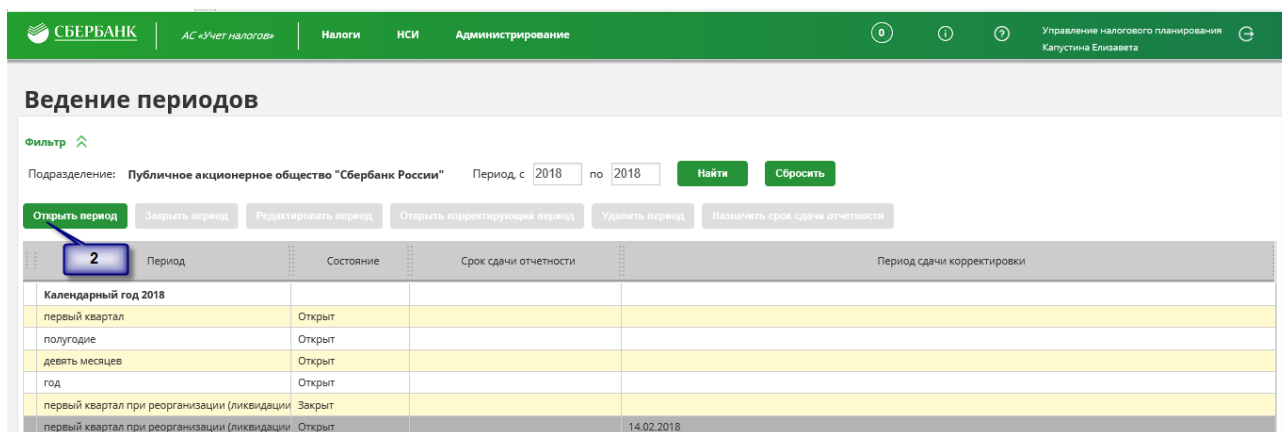 СБЕРБАНК АС «Учет налогов» Налоги НСИ Администрирование 0 i ? Управление налогового планирования
Капустина Елизавета
Ведение периодов
Фильтр
Подразделение: Публичное акционерное общество "Сбербанк России" Период, с 2018 по 2018 Найти Сбросить
Открыть период Закрыть период Редактировать период Открыть корректирующий период Удалить период Назначить срок сдачи отчетности
2 Период Состояние Срок сдачи отчетности Период сдачи корректировки
Календарный год 2018
первый квартал Открыт
полугодие Открыт
девять месяцев Открыт
год Открыт
первый квартал при реорганизации (ликвидации Закрыт
первый квартал при реорганизации (ликвидации Открыт 14.02.2018